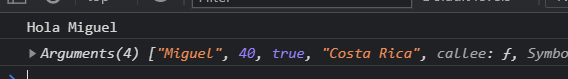 Hola Miguel
▸ Arguments(4) ["Miguel", 40, true, "Costa Rica", callee: ƒ, Symbo